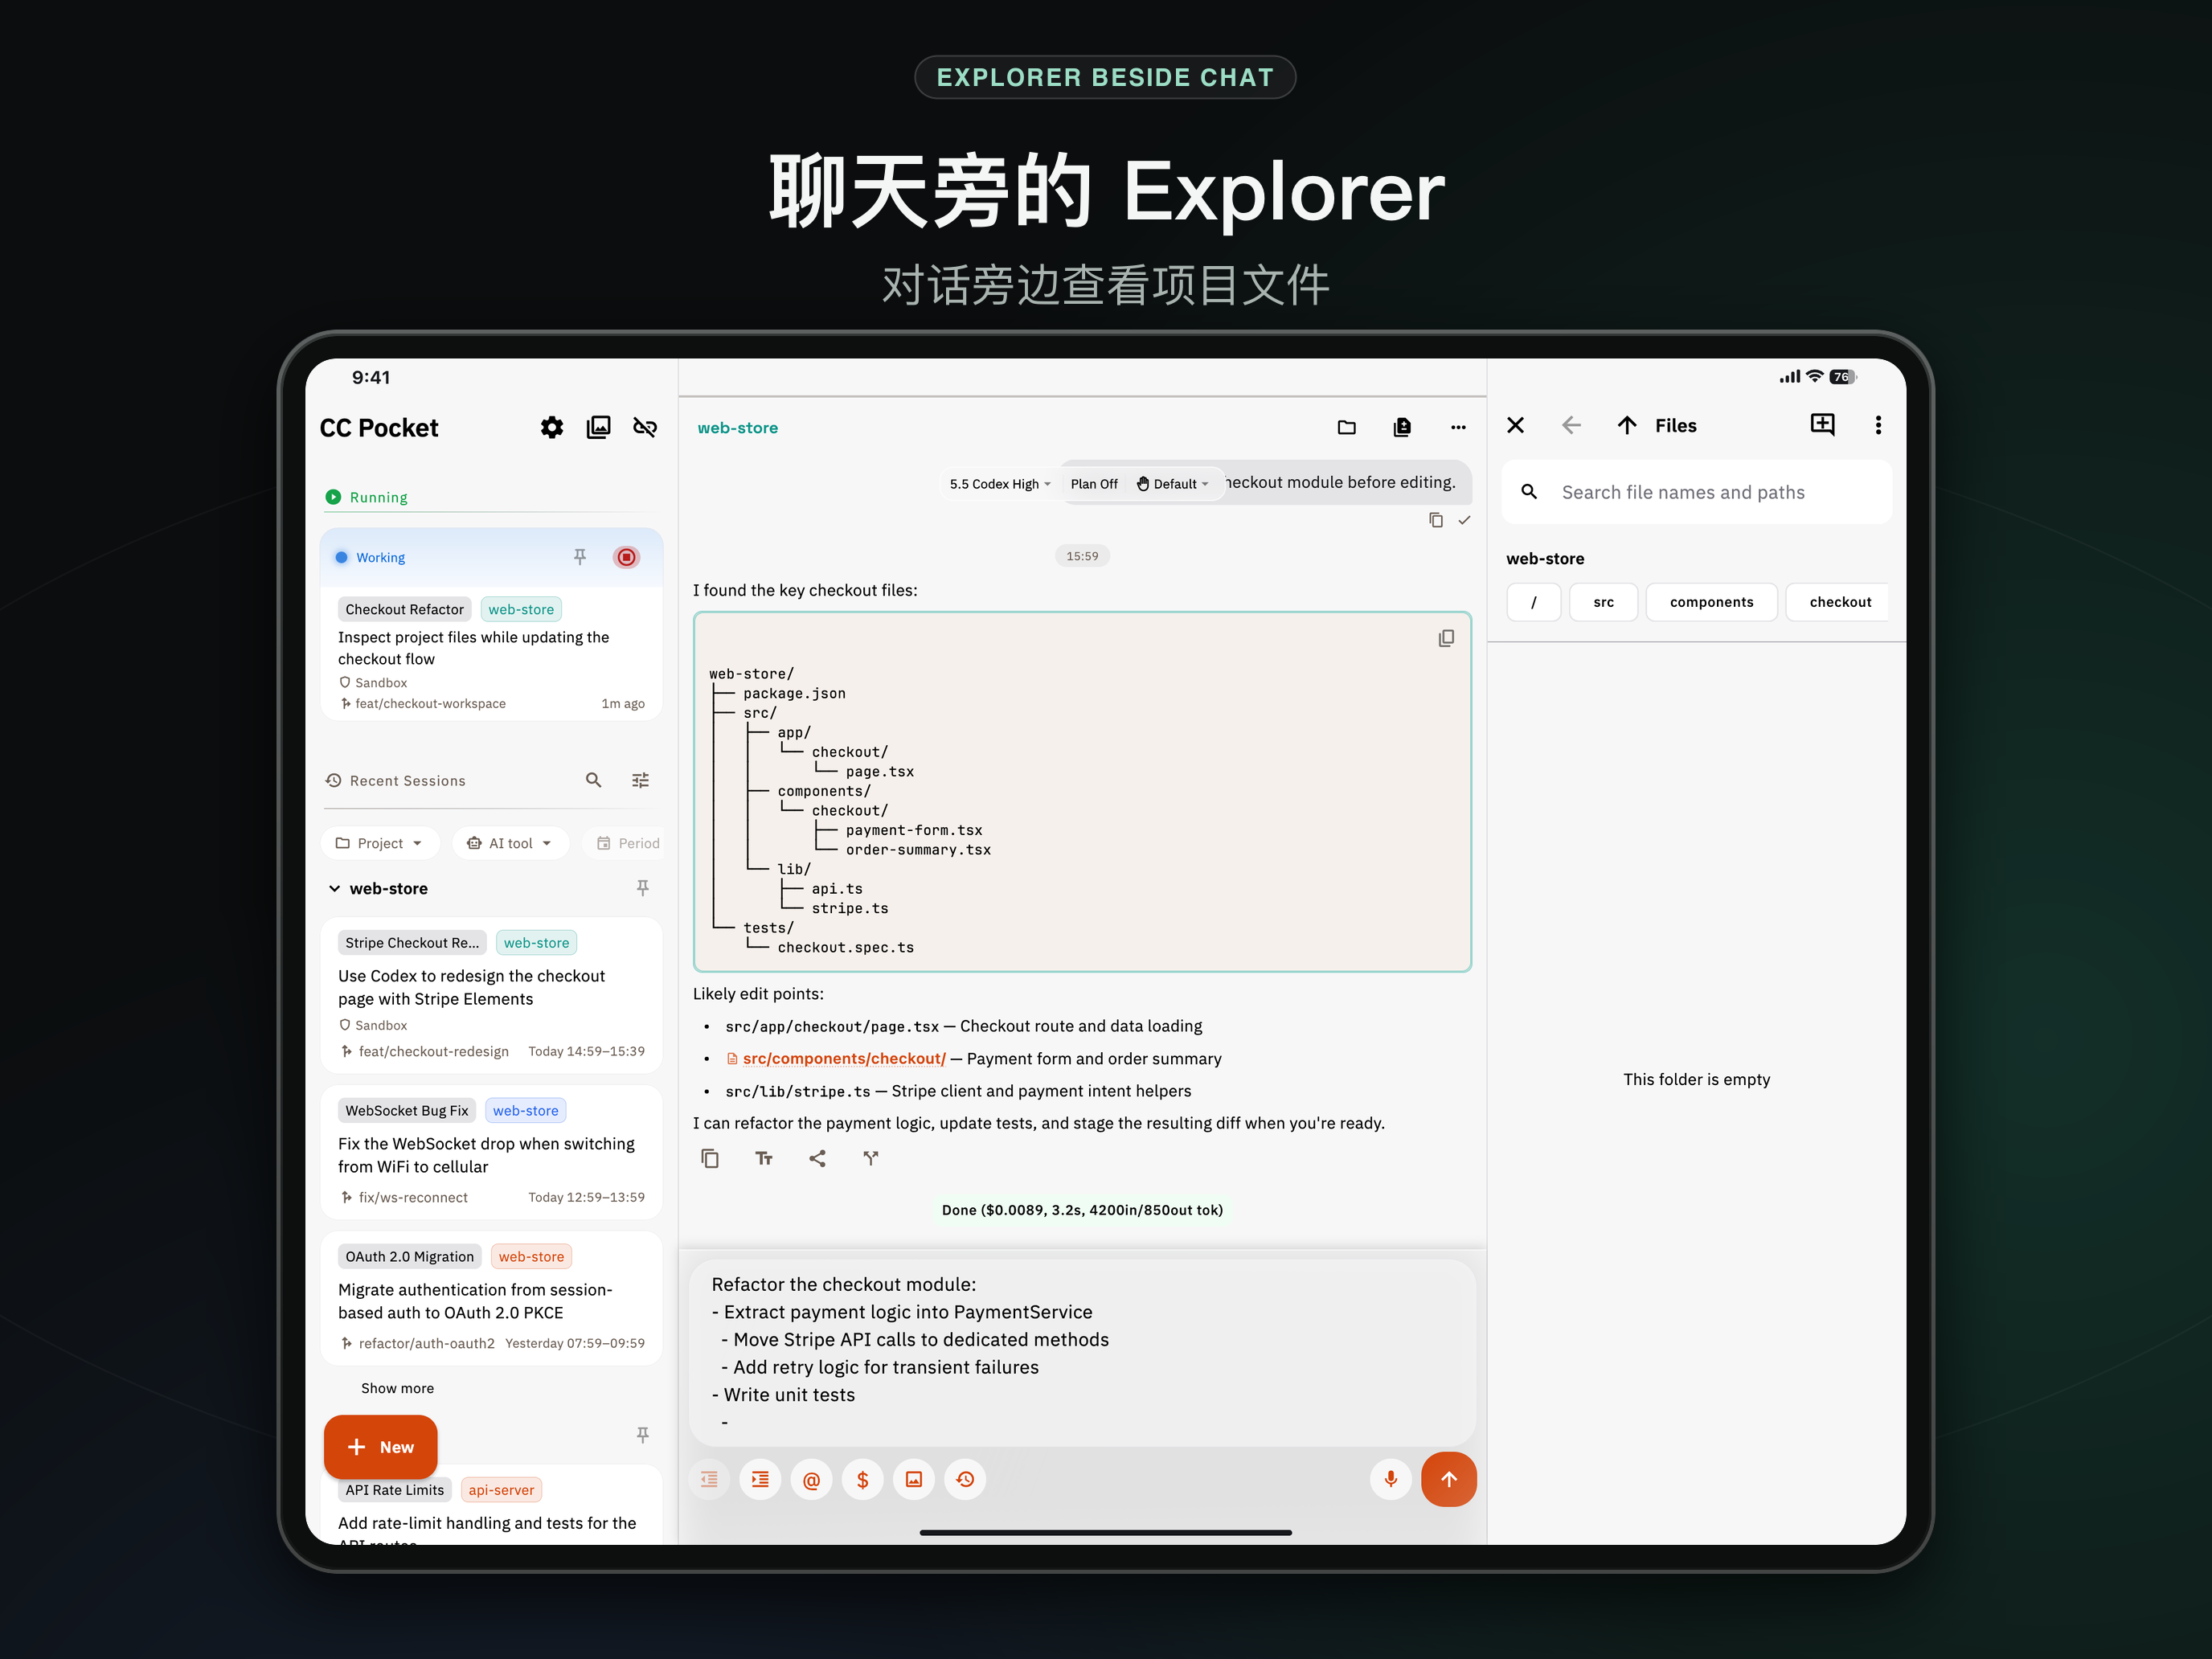 EXPLORER BESIDE CHAT
聊天旁的 Explorer
对话旁边查看项目文件
9:41
76
CC Pocket
Running
Working
Checkout Refactor web-store
Inspect project files while updating the
checkout flow
Sandbox
feat/checkout-workspace 1m ago
Recent Sessions
Project AI tool Period
web-store
Stripe Checkout Re... web-store
Use Codex to redesign the checkout
page with Stripe Elements
Sandbox
feat/checkout-redesign Today 14:59–15:39
WebSocket Bug Fix web-store
Fix the WebSocket drop when switching
from WiFi to cellular
fix/ws-reconnect Today 12:59–13:59
OAuth 2.0 Migration web-store
Migrate authentication from session-
based auth to OAuth 2.0 PKCE
refactor/auth-oauth2 Yesterday 07:59–09:59
Show more
New
API Rate Limits api-server
Add rate-limit handling and tests for the
API routes
web-store
5.5 Codex High Plan Off Default heckout module before editing.
15:59
I found the key checkout files:
web-store/
├── package.json
├── src/
│   ├── app/
│   │   └── checkout/
│   │       └── page.tsx
│   ├── components/
│   │   └── checkout/
│   │       ├── payment-form.tsx
│   │       └── order-summary.tsx
│   └── lib/
│       ├── api.ts
│       └── stripe.ts
└── tests/
    └── checkout.spec.ts
Likely edit points:
• src/app/checkout/page.tsx — Checkout route and data loading
• src/components/checkout/ — Payment form and order summary
• src/lib/stripe.ts — Stripe client and payment intent helpers
I can refactor the payment logic, update tests, and stage the resulting diff when you're ready.
Done ($0.0089, 3.2s, 4200in/850out tok)
Refactor the checkout module:
- Extract payment logic into PaymentService
  - Move Stripe API calls to dedicated methods
  - Add retry logic for transient failures
- Write unit tests
  -
@ $
Files
Search file names and paths
web-store
/ src components checkout
This folder is empty